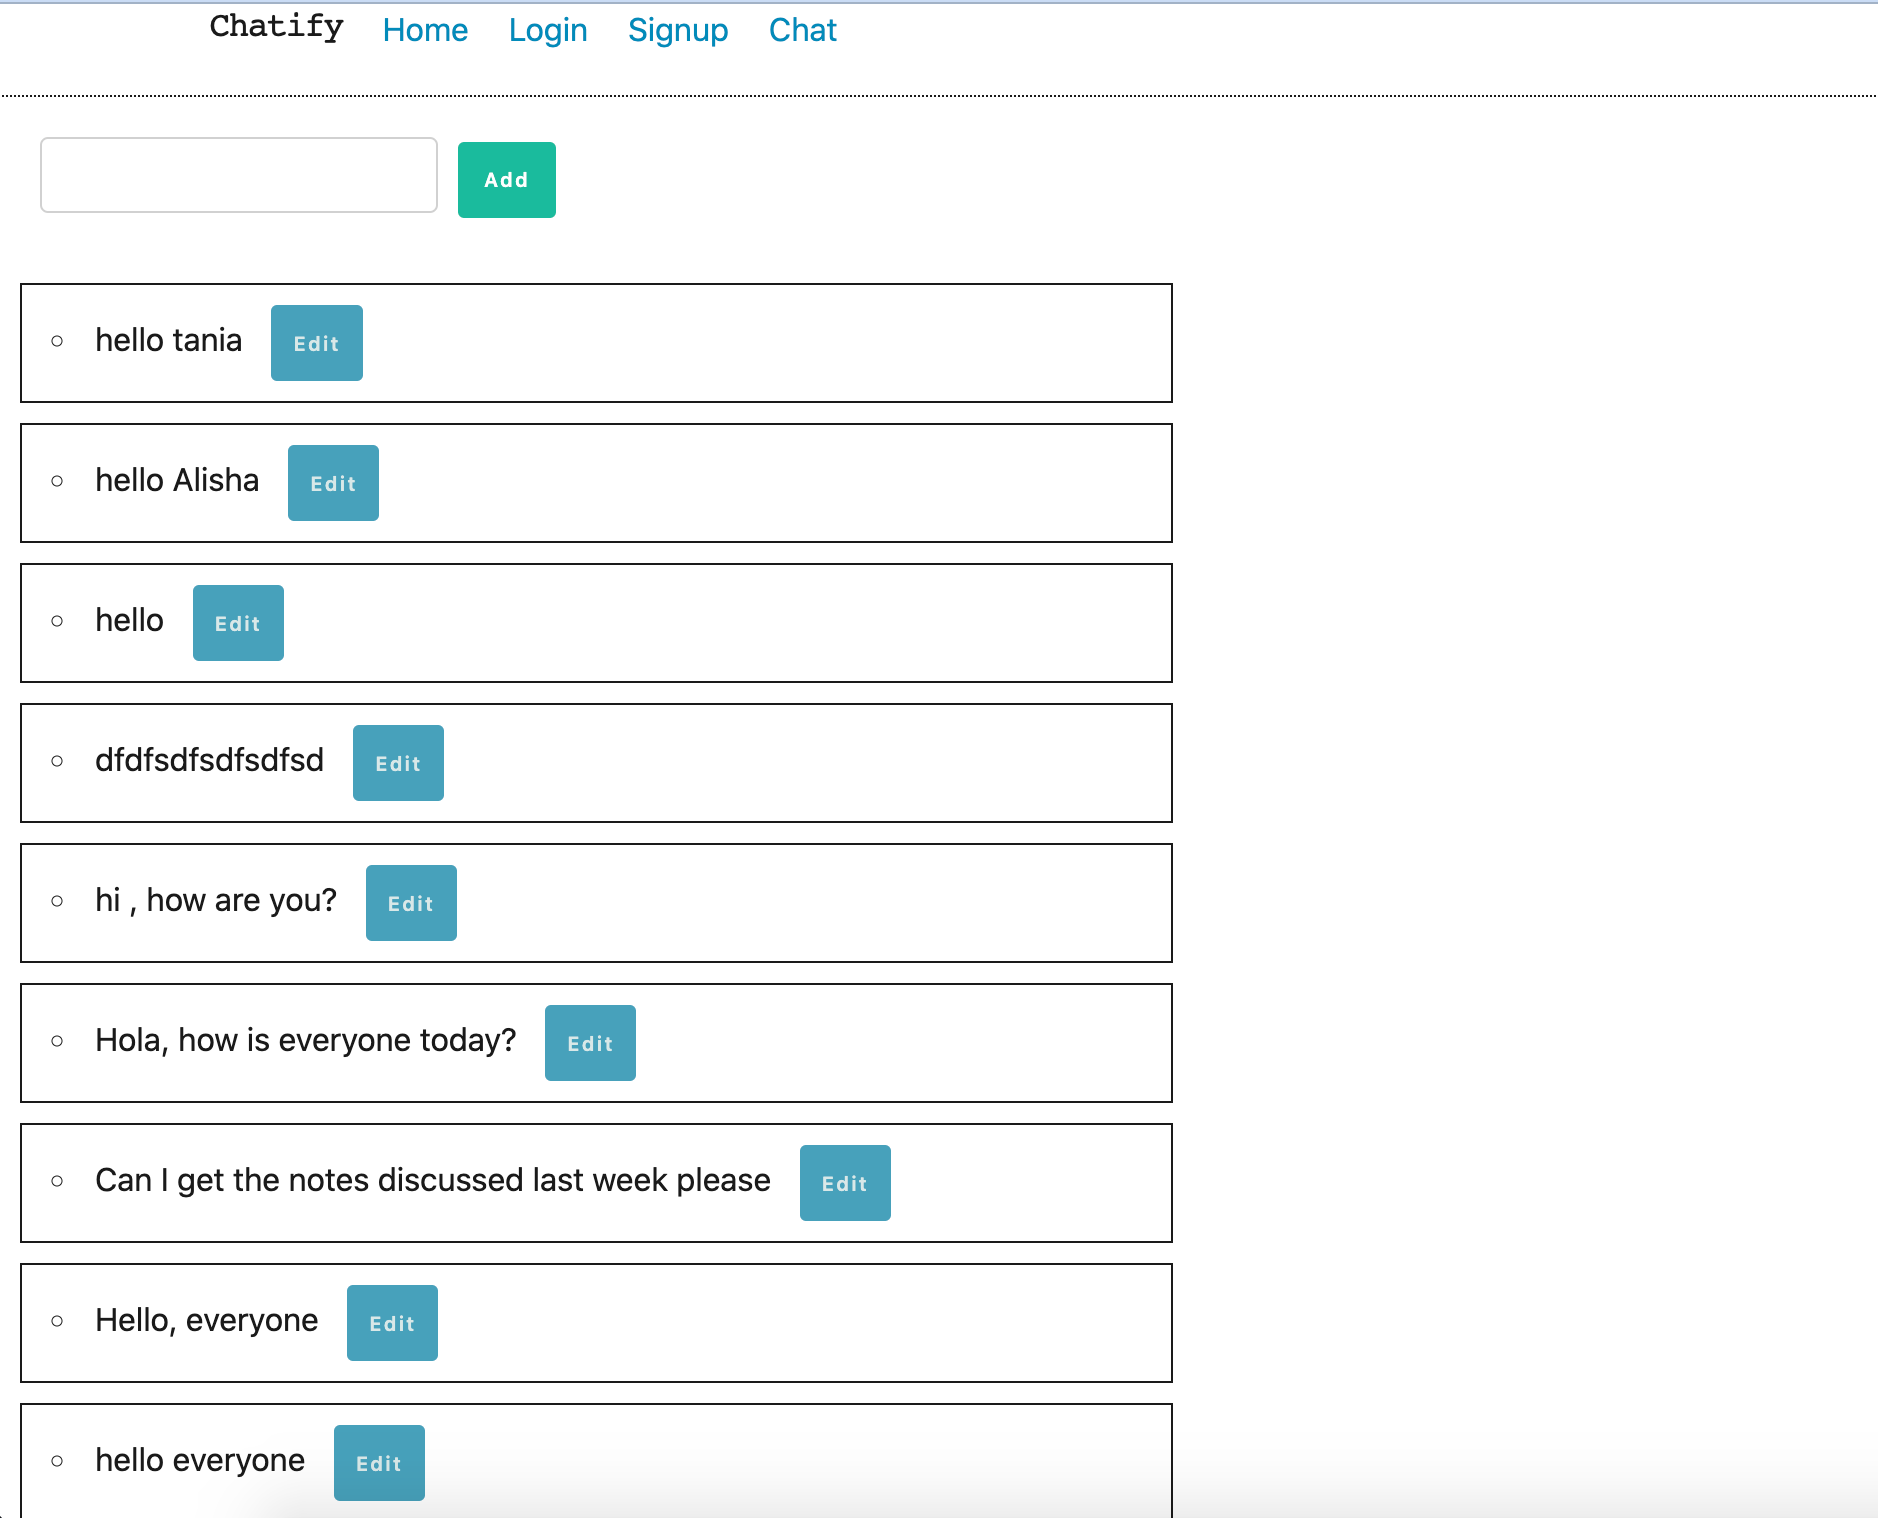 Chatify Home Login Signup Chat
Add
hello tania Edit
hello Alisha Edit
hello Edit
dfdfsdfsdfsdfsd Edit
hi , how are you? Edit
Hola, how is everyone today? Edit
Can I get the notes discussed last week please Edit
Hello, everyone Edit
hello everyone Edit